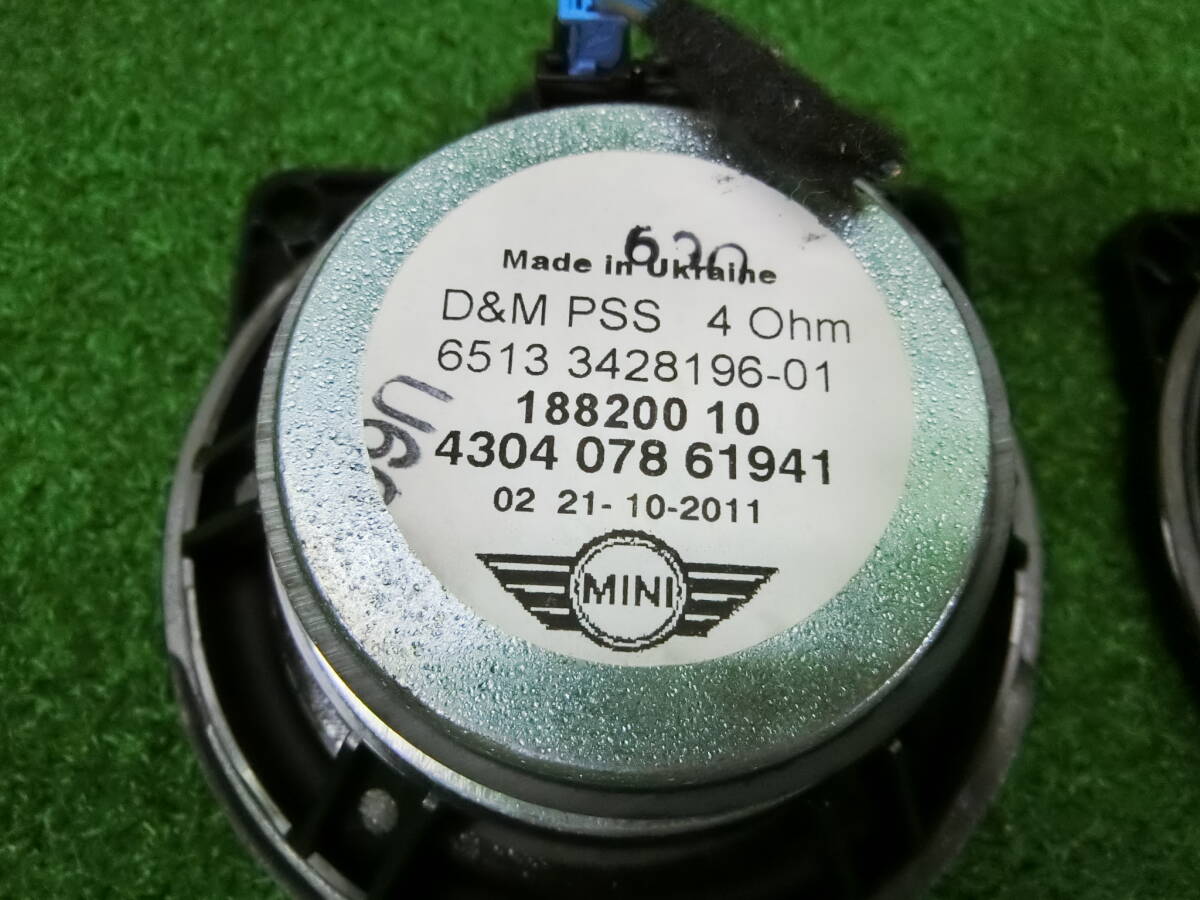 Made in Ukraine
D&M PSS 4 Ohm
6513 3428196-01
188200 10
4304 078 61941
02 21-10-2011
MINI